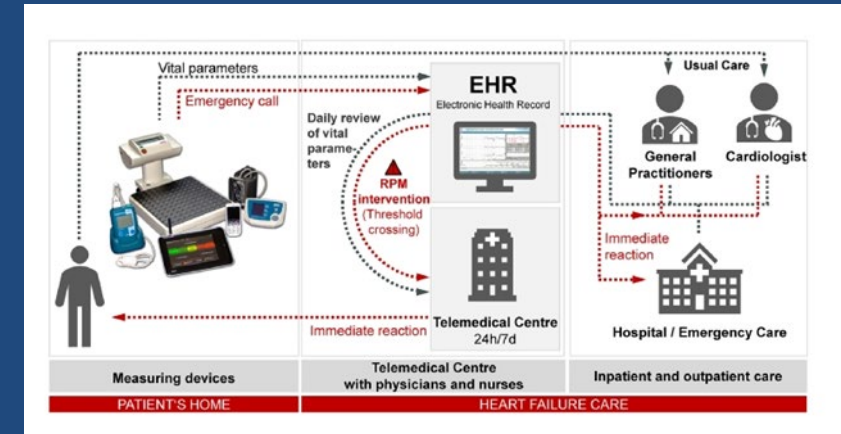 Vital parameters
Emergency call
EHR
Electronic Health Record
Daily review
of vital
parame-
ters
RPM
intervention
(Threshold
crossing)
Usual Care
General
Practitioners
Cardiologist
Immediate
reaction
Immediate reaction
Telemedical Centre
24h/7d
Hospital / Emergency Care
Measuring devices
Telemedical Centre
with physicians and nurses
Inpatient and outpatient care
PATIENT'S HOME
HEART FAILURE CARE